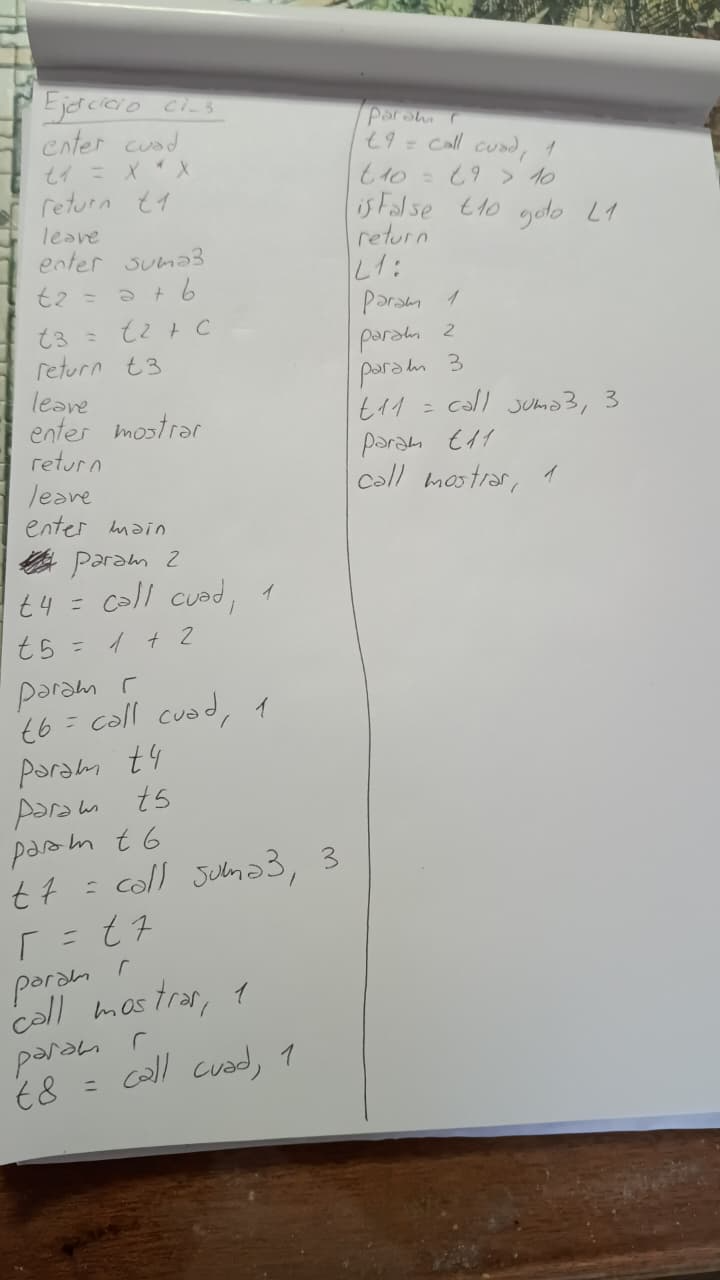 Ejercicio ci_3
enter cuad
t1 = x * x
return t1
leave
enter suma3
t2 = a + b
t3 = t2 + c
return t3
leave
enter mostrar
return
leave
enter main
param 2
t4 = call cuad, 1
t5 = 1 + 2
param r
t6 = call cuad, 1
param t4
param t5
param t6
t7 = call suma3, 3
r = t7
param r
call mostrar, 1
param r
t8 = call cuad, 1
param r
t9 = call cuad, 1
t10 = t9 > 10
isFalse t10 goto L1
return
L1:
param 1
param 2
param 3
t11 = call suma3, 3
param t11
call mostrar, 1